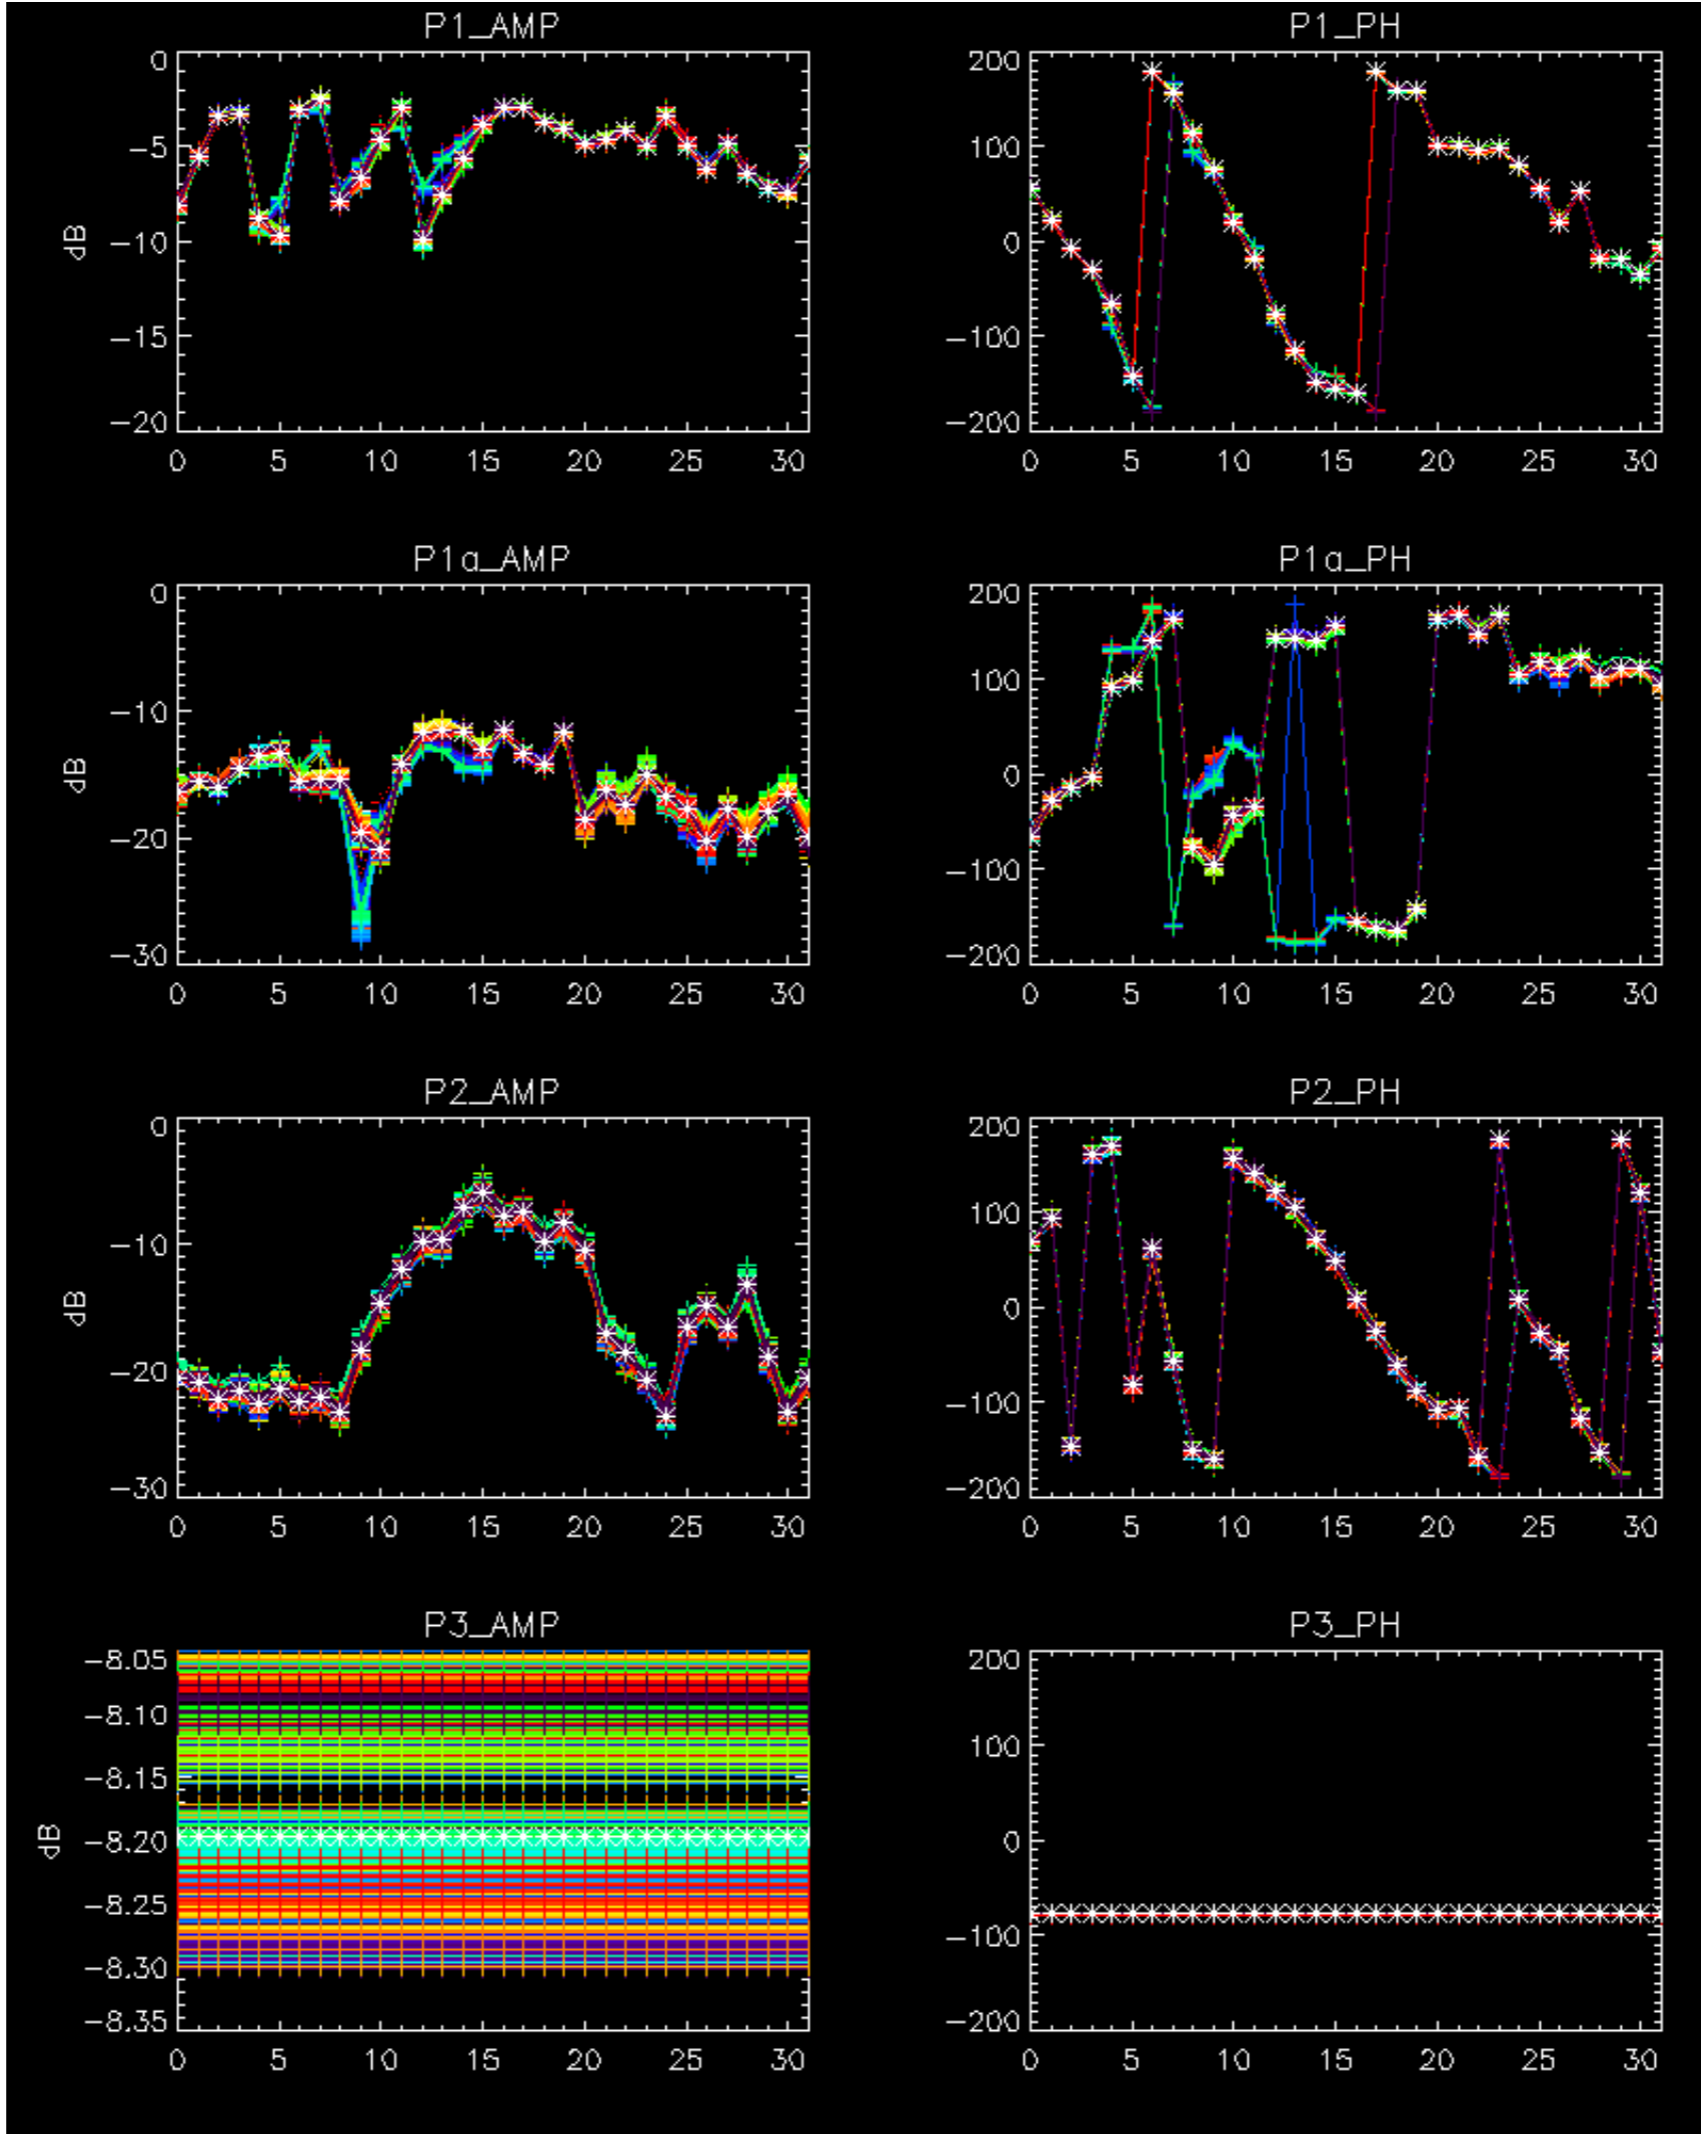 P1_AMP P1_PH
0 200
-5 100
dB
-10 0
-15 -100
-20 -200
0 5 10 15 20 25 30 0 5 10 15 20 25 30
P1a_AMP P1a_PH
0 200
-10 100
dB
0
-20 -100
-30 -200
0 5 10 15 20 25 30 0 5 10 15 20 25 30
P2_AMP P2_PH
0 200
-10 100
dB
0
-20 -100
-30 -200
0 5 10 15 20 25 30 0 5 10 15 20 25 30
P3_AMP P3_PH
-8.05 200
-8.10
-8.15 100
dB
-8.20 0
-8.25 -100
-8.30
-8.35 -200
0 5 10 15 20 25 30 0 5 10 15 20 25 30